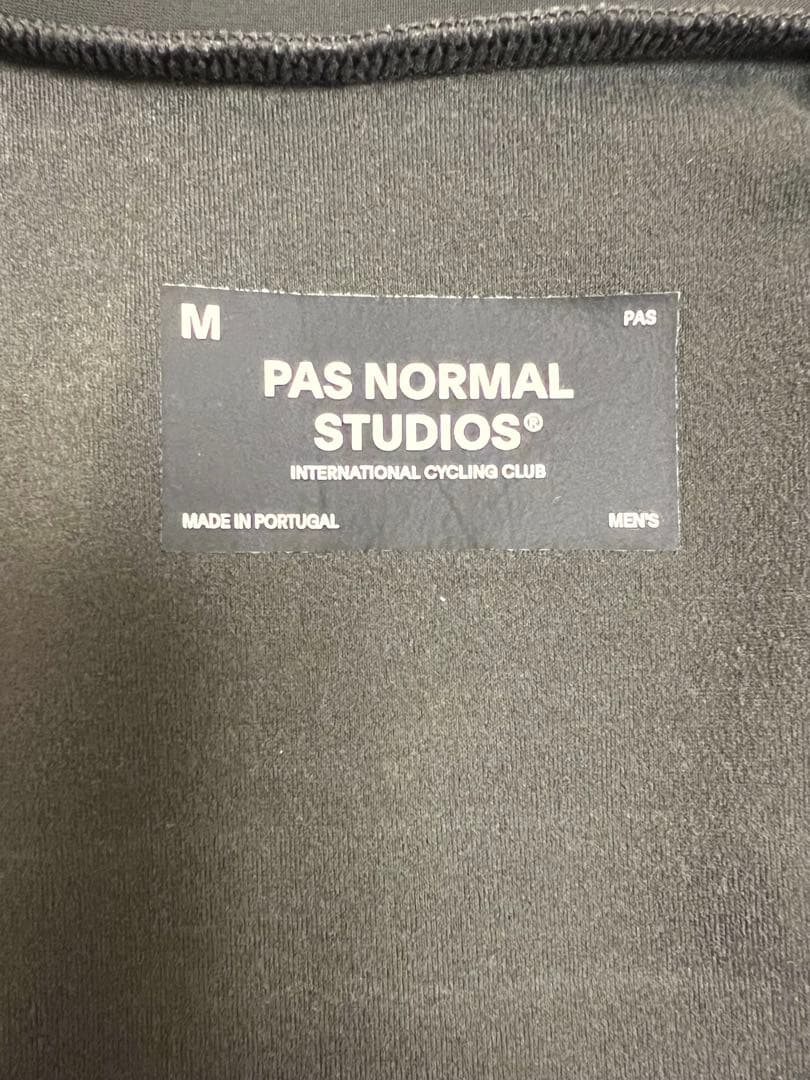 M PAS
PAS NORMAL
STUDIOS®
INTERNATIONAL CYCLING CLUB
MADE IN PORTUGAL MEN'S